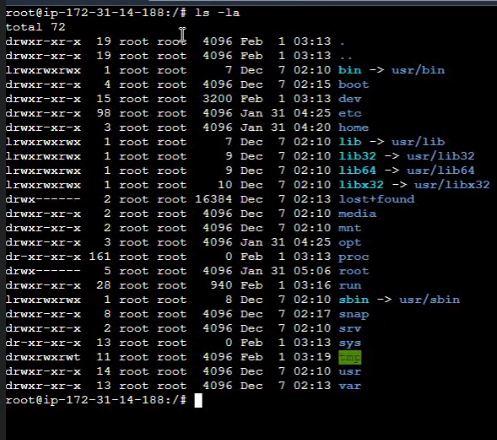 root@ip-172-31-14-188:/# ls -la
total 72
drwxr-xr-x  19 root root  4096 Feb  1 03:13 .
drwxr-xr-x  19 root root  4096 Feb  1 03:13 ..
lrwxrwxrwx   1 root root     7 Dec  7 02:10 bin -> usr/bin
drwxr-xr-x   4 root root  4096 Dec  7 02:15 boot
drwxr-xr-x  15 root root  3200 Feb  1 03:13 dev
drwxr-xr-x  98 root root  4096 Jan 31 04:25 etc
drwxr-xr-x   3 root root  4096 Jan 31 04:20 home
lrwxrwxrwx   1 root root     7 Dec  7 02:10 lib -> usr/lib
lrwxrwxrwx   1 root root     9 Dec  7 02:10 lib32 -> usr/lib32
lrwxrwxrwx   1 root root     9 Dec  7 02:10 lib64 -> usr/lib64
lrwxrwxrwx   1 root root    10 Dec  7 02:10 libx32 -> usr/libx32
drwx------   2 root root 16384 Dec  7 02:13 lost+found
drwxr-xr-x   2 root root  4096 Dec  7 02:10 media
drwxr-xr-x   2 root root  4096 Dec  7 02:10 mnt
drwxr-xr-x   3 root root  4096 Jan 31 04:25 opt
dr-xr-xr-x 161 root root     0 Feb  1 03:13 proc
drwx------   5 root root  4096 Jan 31 05:06 root
drwxr-xr-x  28 root root   940 Feb  1 03:16 run
lrwxrwxrwx   1 root root     8 Dec  7 02:10 sbin -> usr/sbin
drwxr-xr-x   8 root root  4096 Dec  7 02:17 snap
drwxr-xr-x   2 root root  4096 Dec  7 02:10 srv
dr-xr-xr-x  13 root root     0 Feb  1 03:13 sys
drwxrwxrwt  11 root root  4096 Feb  1 03:19 tmp
drwxr-xr-x  14 root root  4096 Dec  7 02:10 usr
drwxr-xr-x  13 root root  4096 Dec  7 02:13 var
root@ip-172-31-14-188:/#